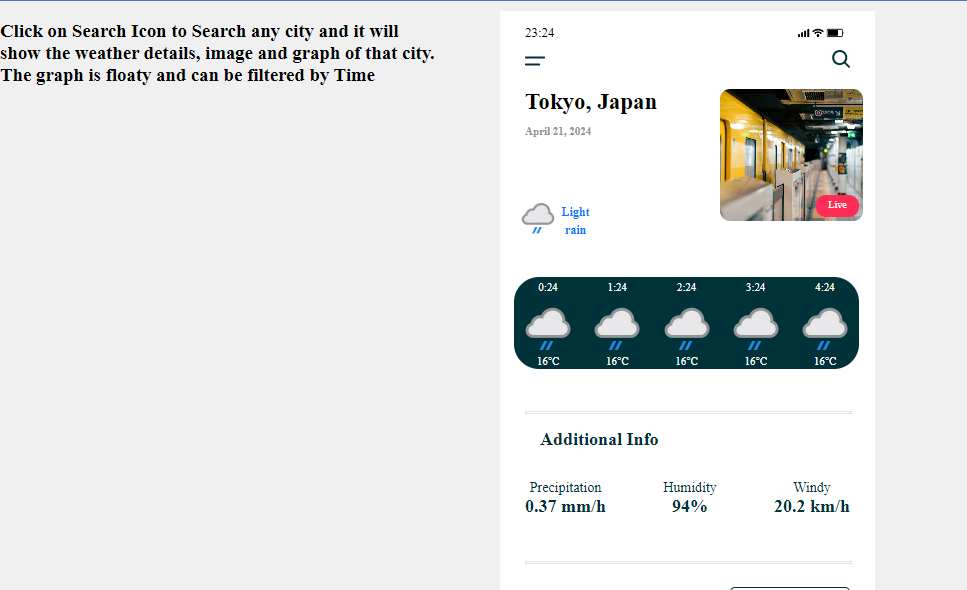 Click on Search Icon to Search any city and it will
show the weather details, image and graph of that city.
The graph is floaty and can be filtered by Time
23:24
Tokyo, Japan
April 21, 2024
Live
Light
rain
0:24 1:24 2:24 3:24 4:24
16°C 16°C 16°C 16°C 16°C
Additional Info
Precipitation Humidity Windy
0.37 mm/h 94% 20.2 km/h